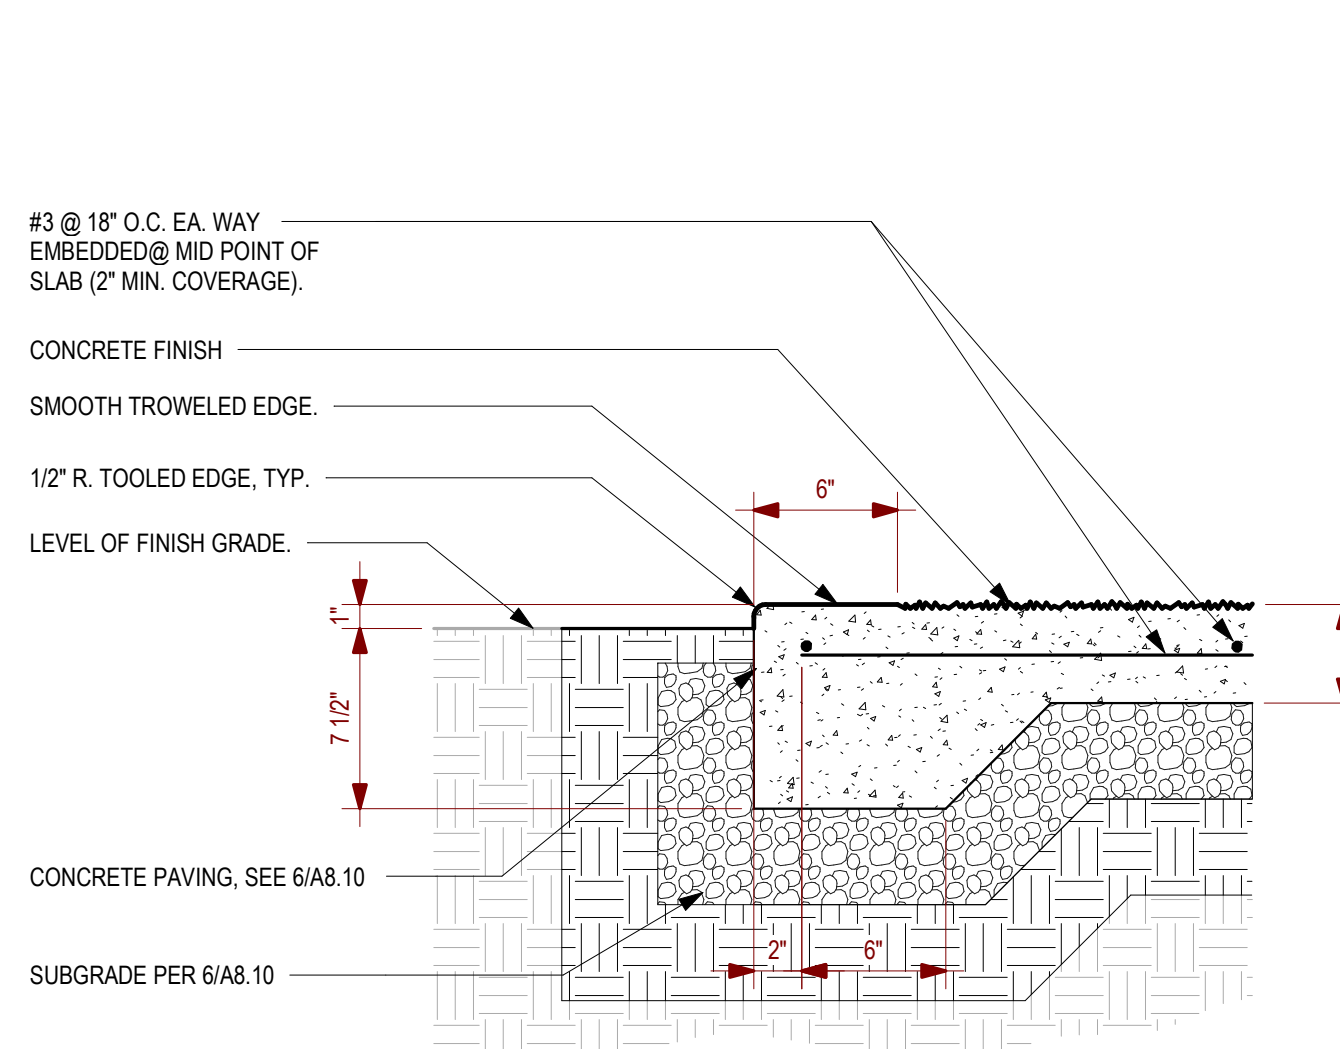 #3 @ 18" O.C. EA. WAY
EMBEDDED@ MID POINT OF
SLAB (2" MIN. COVERAGE).
CONCRETE FINISH
SMOOTH TROWELED EDGE.
1/2" R. TOOLED EDGE, TYP.
6"
LEVEL OF FINISH GRADE.
1"
7 1/2"
CONCRETE PAVING, SEE 6/A8.10
2"
6"
SUBGRADE PER 6/A8.10